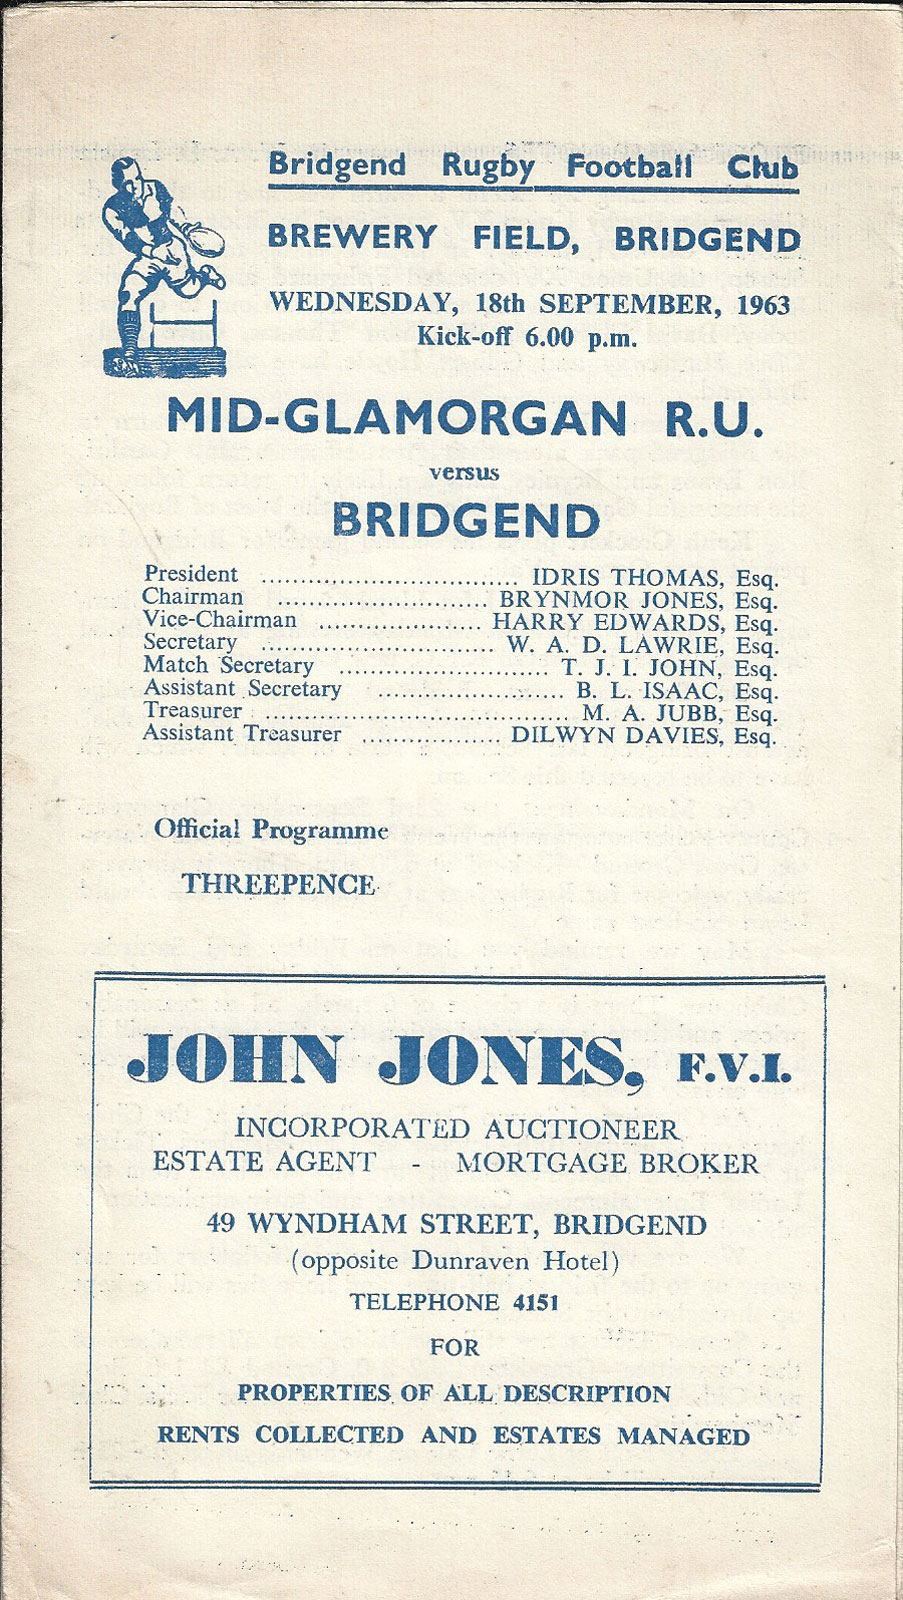 Bridgend Rugby Football Club
BREWERY FIELD, BRIDGEND
WEDNESDAY, 18th SEPTEMBER, 1963
Kick-off 6.00 p.m.
MID-GLAMORGAN R.U.
versus
BRIDGEND
President ................................ IDRIS THOMAS, Esq.
Chairman .......................... BRYNMOR JONES, Esq.
Vice-Chairman .................... HARRY EDWARDS, Esq.
Secretary ............................. W. A. D. LAWRIE, Esq.
Match Secretary .......................... T. J. I. JOHN, Esq.
Assistant Secretary ....................... B. L. ISAAC, Esq.
Treasurer ...................................... M. A. JUBB, Esq.
Assistant Treasurer .................. DILWYN DAVIES, Esq.
Official Programme
THREEPENCE
JOHN JONES, F.V.I.
INCORPORATED AUCTIONEER
ESTATE AGENT - MORTGAGE BROKER
49 WYNDHAM STREET, BRIDGEND
(opposite Dunraven Hotel)
TELEPHONE 4151
FOR
PROPERTIES OF ALL DESCRIPTION
RENTS COLLECTED AND ESTATES MANAGED